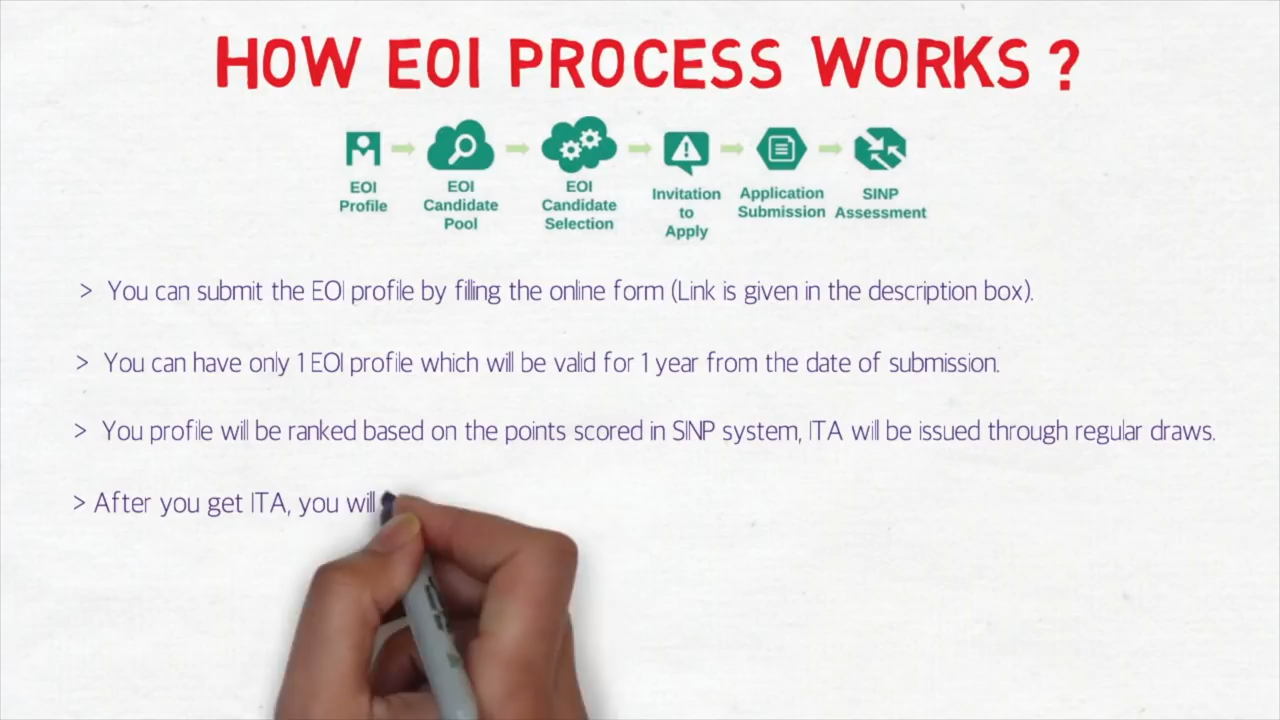 HOW EOI PROCESS WORKS ?
EOI Profile
EOI Candidate Pool
EOI Candidate Selection
Invitation to Apply
Application Submission
SINP Assessment
> You can submit the EOI profile by filling the online form (Link is given in the description box).
> You can have only 1 EOI profile which will be valid for 1 year from the date of submission.
> You profile will be ranked based on the points scored in SINP system, ITA will be issued through regular draws.
> After you get ITA, you will